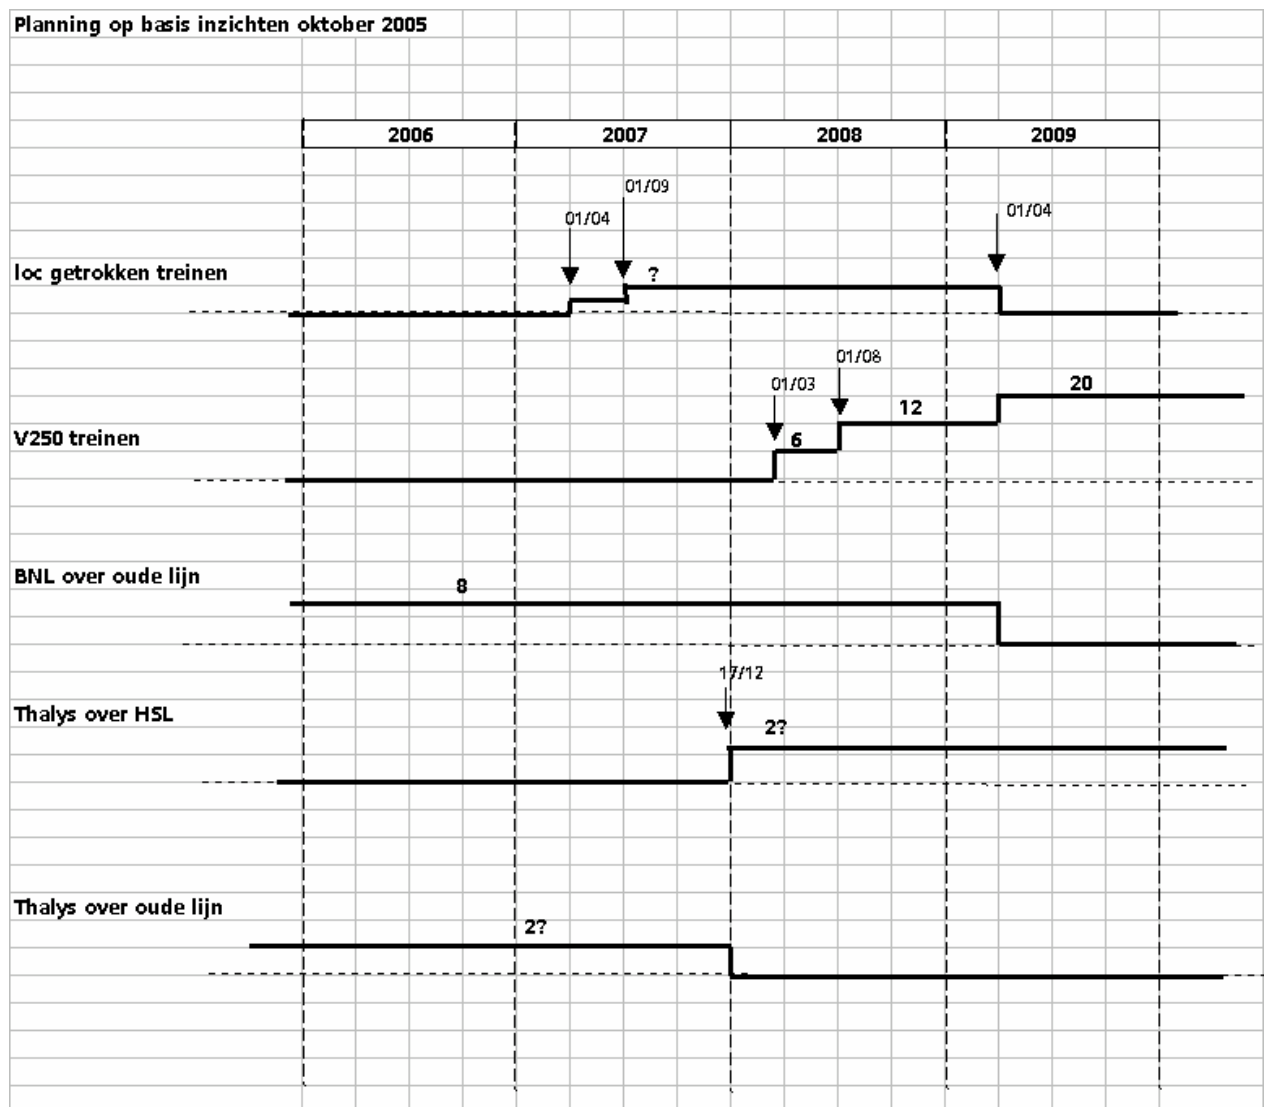 Planning op basis inzichten oktober 2005
2006 2007 2008 2009
01/09
01/04 01/04
loc getrokken treinen ?
01/08
01/03 20
12
V250 treinen 6
BNL over oude lijn 8
17/12
Thalys over HSL 2?
Thalys over oude lijn
2?